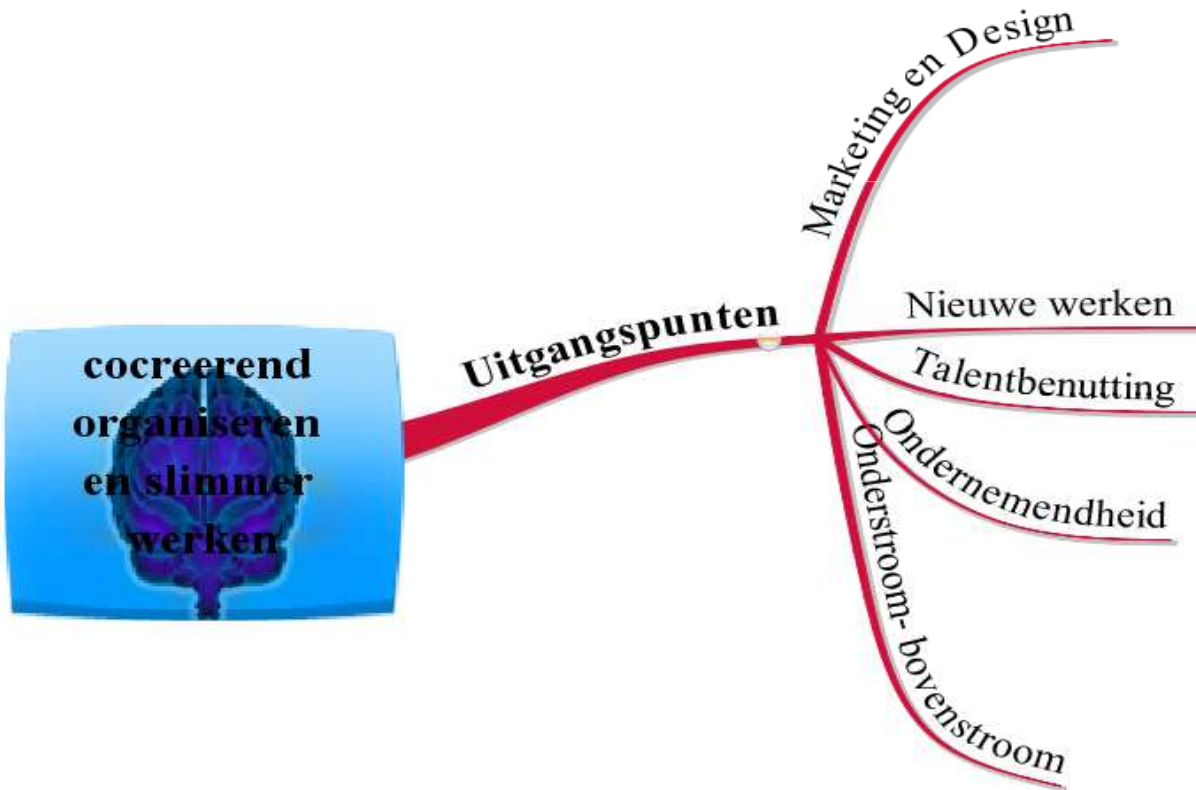 cocreerend
organiseren
en slimmer
werken
Uitgangspunten
Marketing en Design
Nieuwe werken
Talentbenutting
Ondernemendheid
Onderstroom- bovenstroom